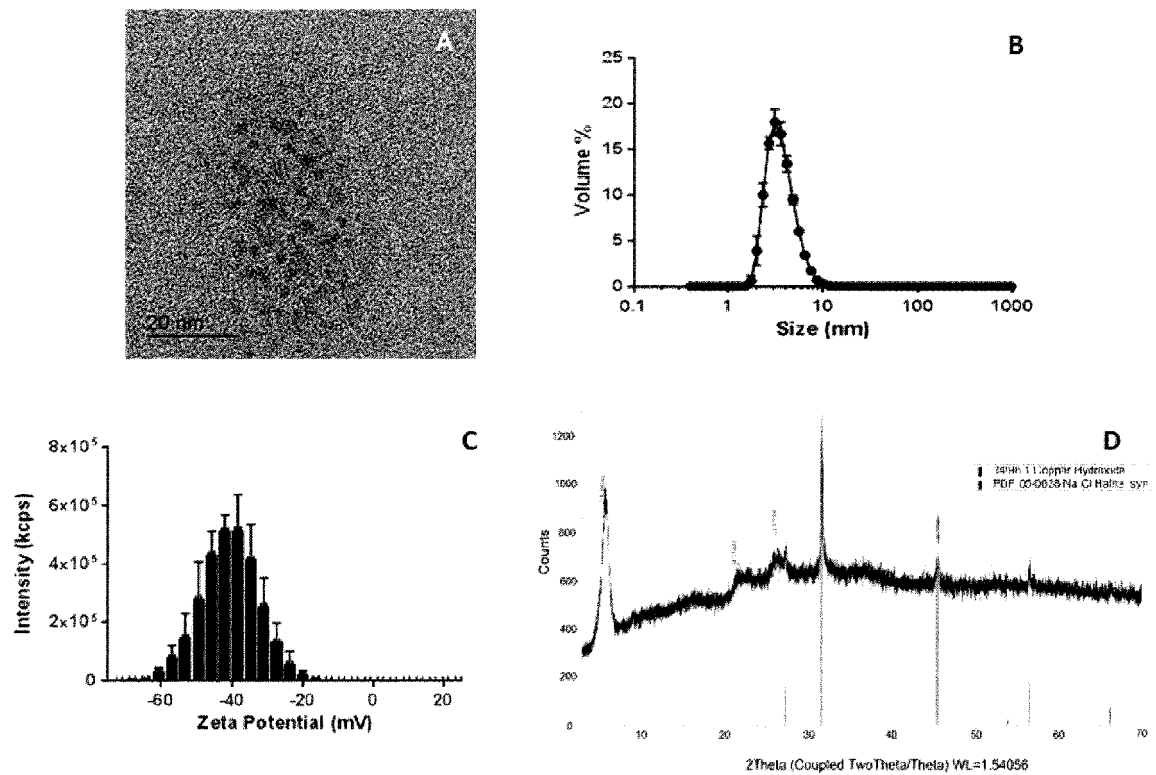 A
20 nm
B
25
20
15
10
5
0
Volume %
0.1 1 10 100 1000
Size (nm)
C
8x10⁵
6x10⁵
4x10⁵
2x10⁵
0
Intensity (kcps)
-60 -40 -20 0 20
Zeta Potential (mV)
D
Copper Hydroxide
PDF Na Cl Halite, syn
1200
1000
800
600
400
200
0
Counts
10 20 30 40 50 60 70
2Theta (Coupled TwoTheta/Theta) WL=1.54056